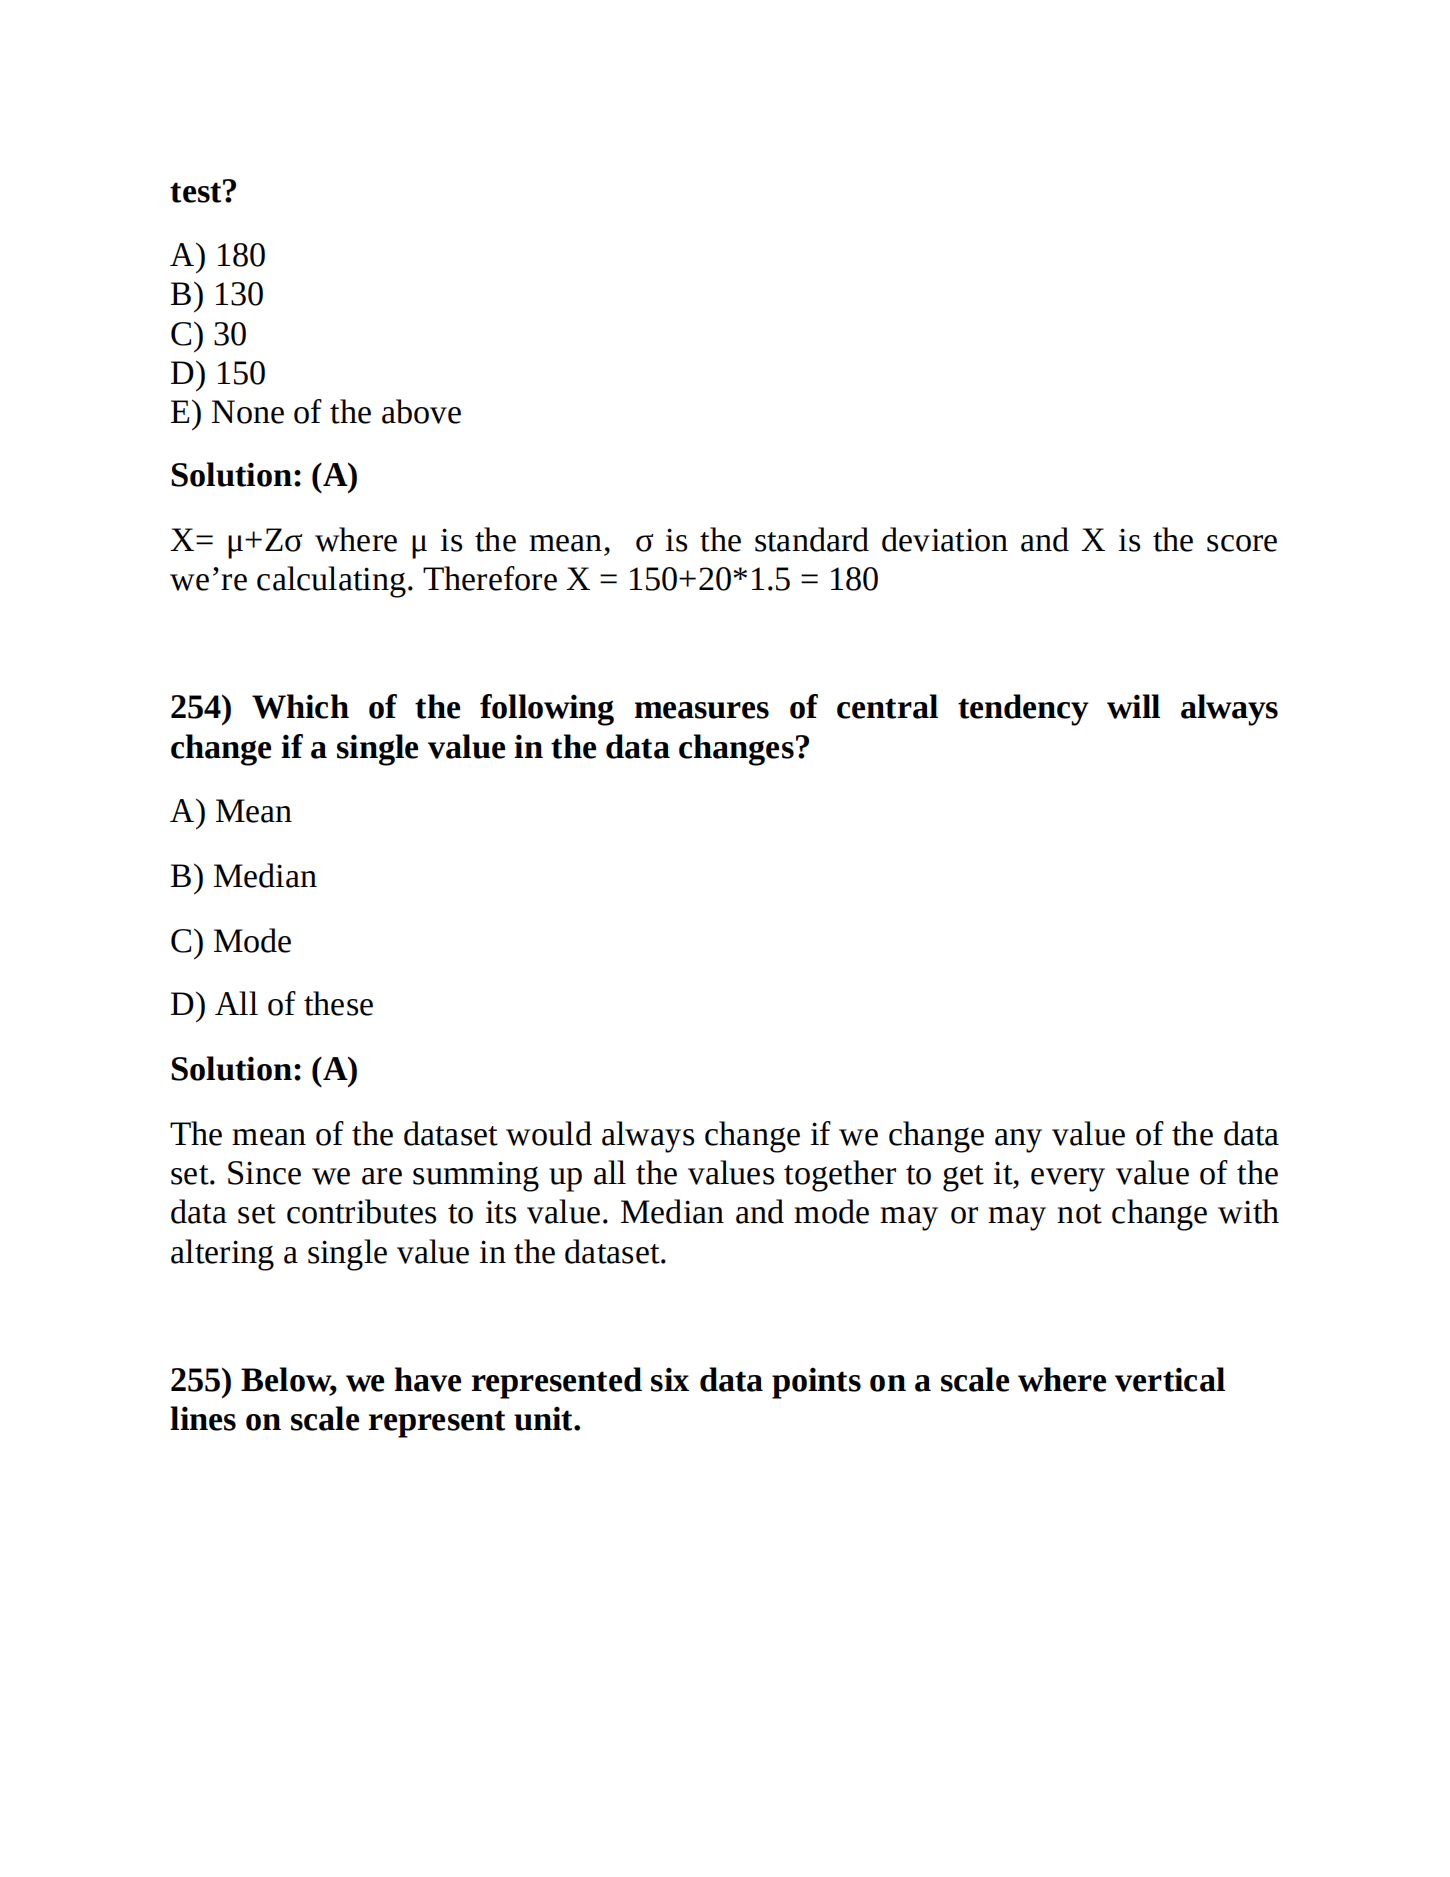 test?
A) 180
B) 130
C) 30
D) 150
E) None of the above
Solution: (A)
X= μ+Zσ where μ is the mean,  σ is the standard deviation and X is the score
we’re calculating. Therefore X = 150+20*1.5 = 180
254) Which of the following measures of central tendency will always
change if a single value in the data changes?
A) Mean
B) Median
C) Mode
D) All of these
Solution: (A)
The mean of the dataset would always change if we change any value of the data
set. Since we are summing up all the values together to get it, every value of the
data set contributes to its value. Median and mode may or may not change with
altering a single value in the dataset.
255) Below, we have represented six data points on a scale where vertical
lines on scale represent unit.